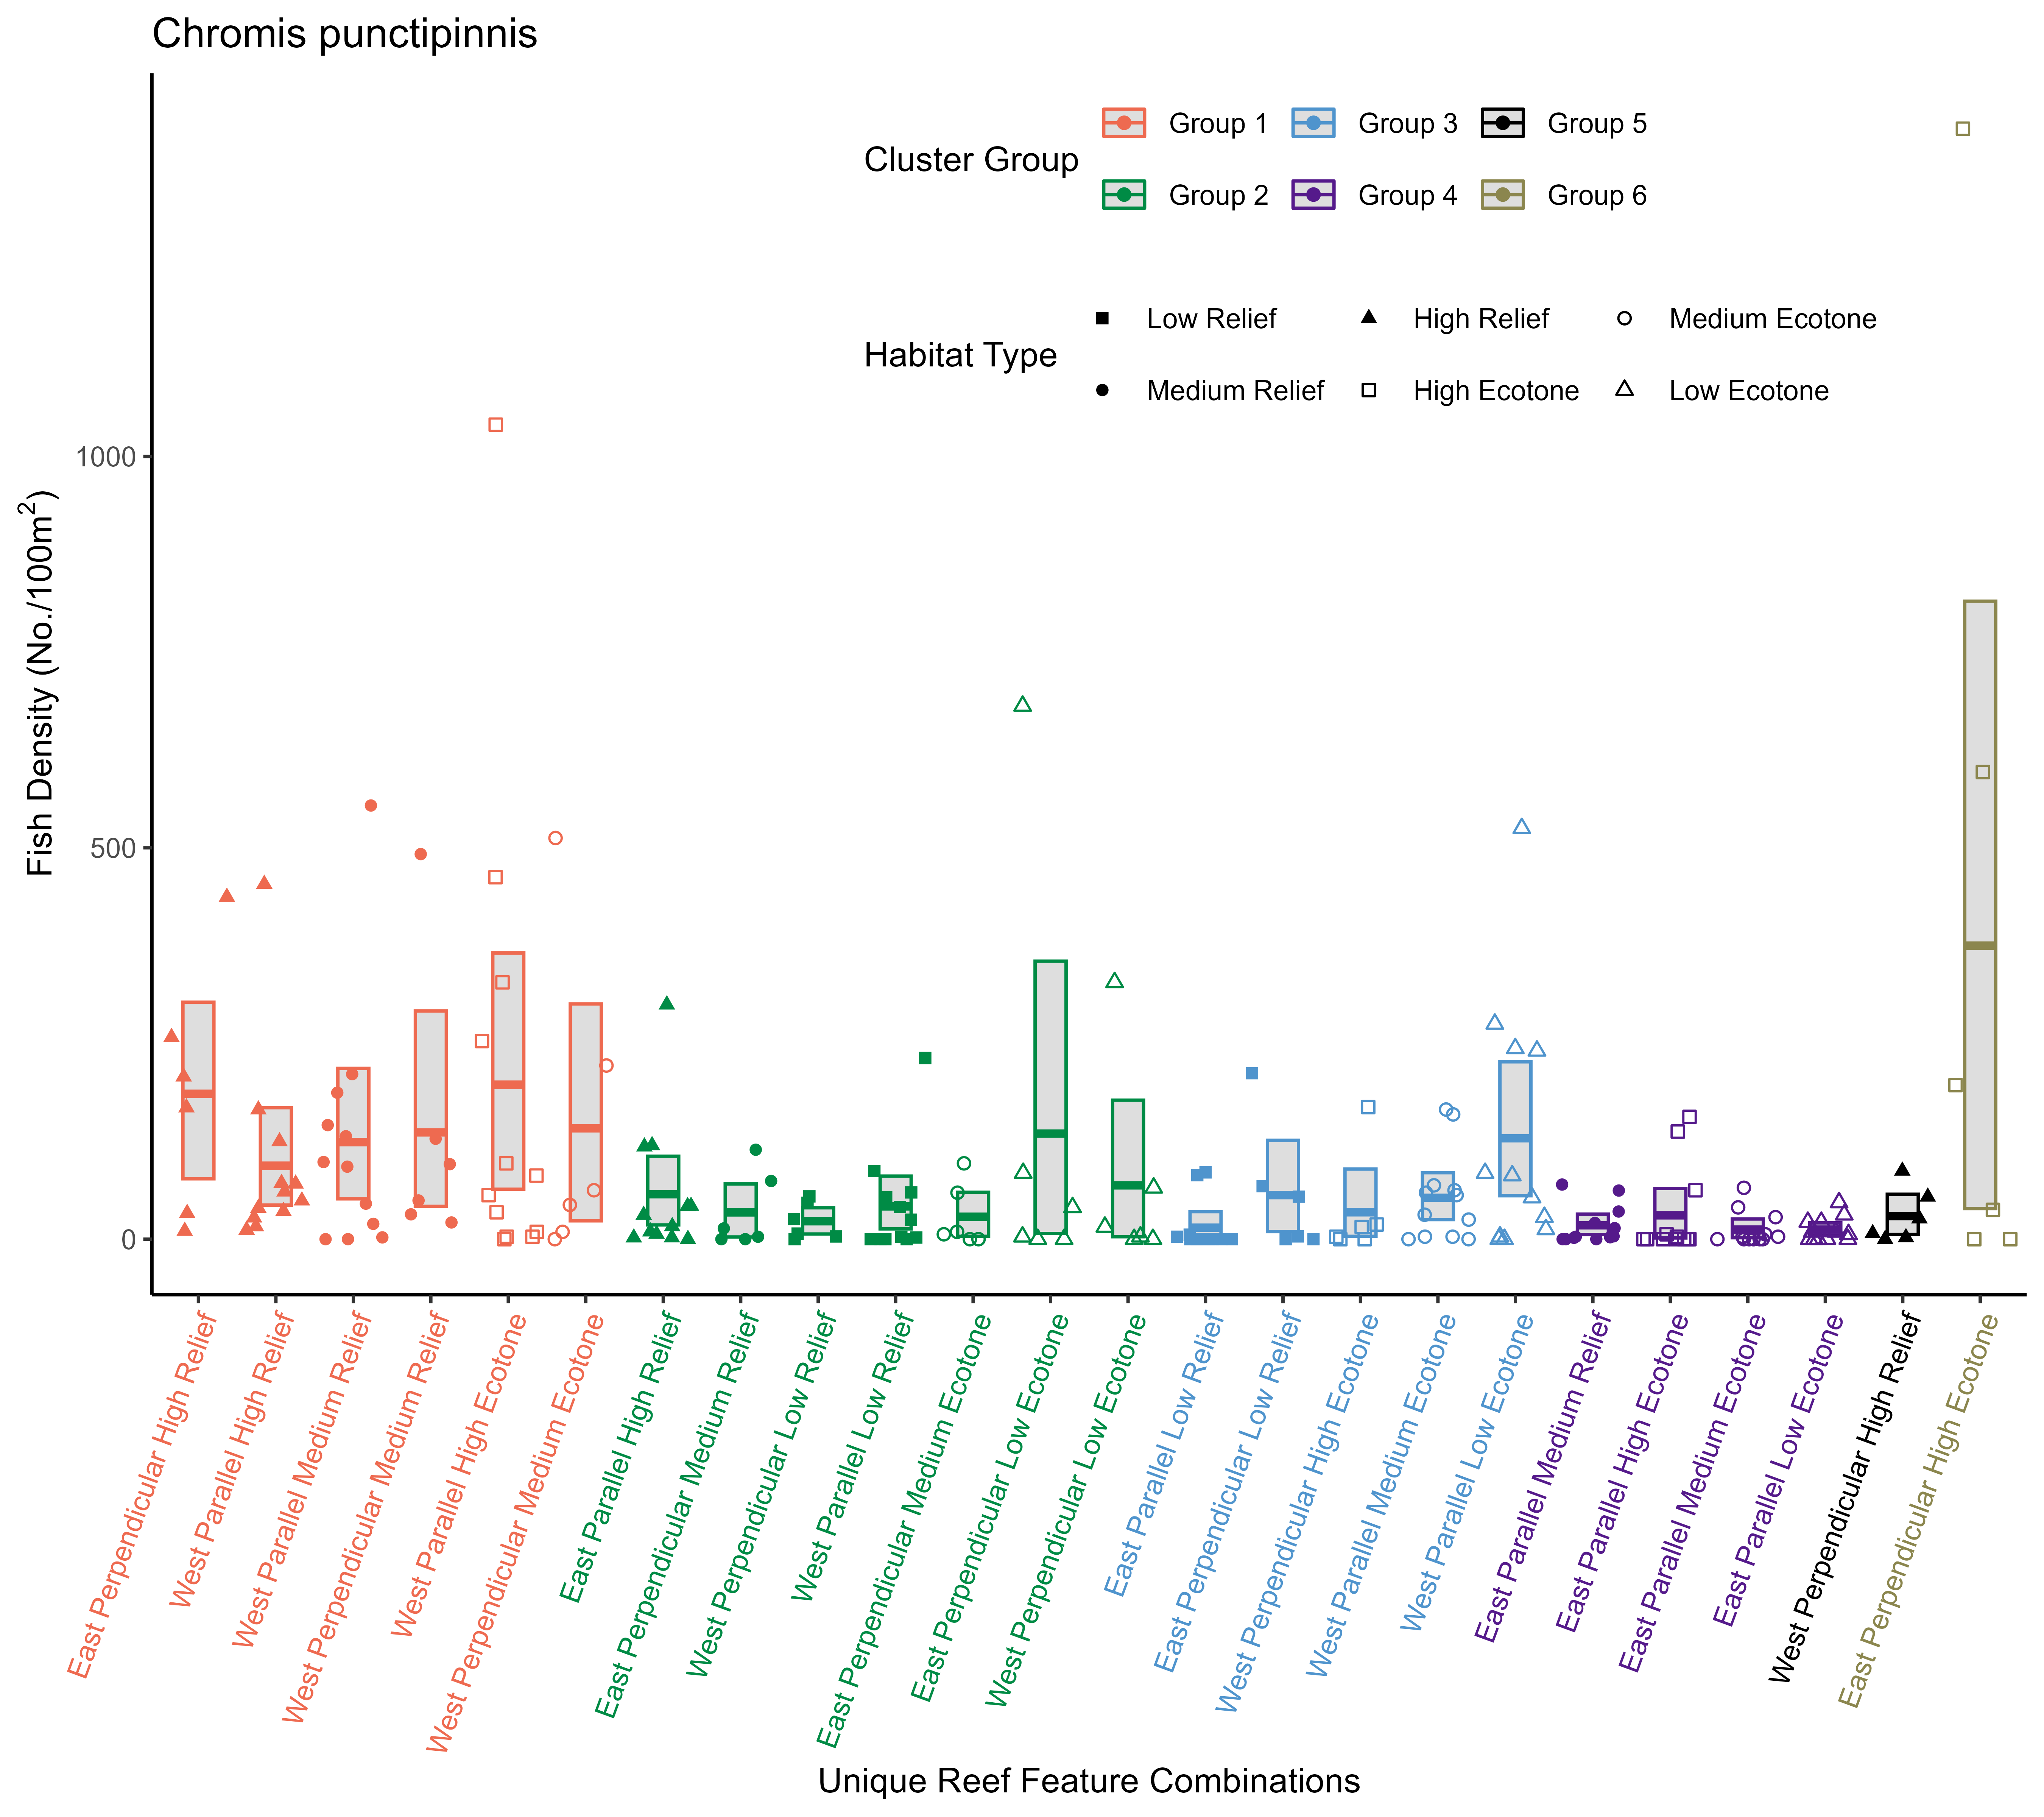 Chromis punctipinnis
Cluster Group
Group 1
Group 3
Group 5
Group 2
Group 4
Group 6
Habitat Type
Low Relief
High Relief
Medium Ecotone
Medium Relief
High Ecotone
Low Ecotone
Fish Density (No./100m²)
1000
500
0
East Perpendicular High Relief
West Parallel High Relief
West Parallel Medium Relief
West Perpendicular Medium Relief
West Parallel High Ecotone
West Perpendicular Medium Ecotone
East Parallel High Relief
East Perpendicular Medium Relief
West Perpendicular Low Relief
West Parallel Low Relief
East Perpendicular Medium Ecotone
East Perpendicular Low Ecotone
West Perpendicular Low Ecotone
East Parallel Low Relief
East Perpendicular Low Relief
West Perpendicular High Ecotone
West Parallel Medium Ecotone
West Parallel Low Ecotone
East Parallel Medium Relief
East Parallel High Ecotone
East Parallel Medium Ecotone
East Parallel Low Ecotone
West Perpendicular High Relief
East Perpendicular High Ecotone
Unique Reef Feature Combinations